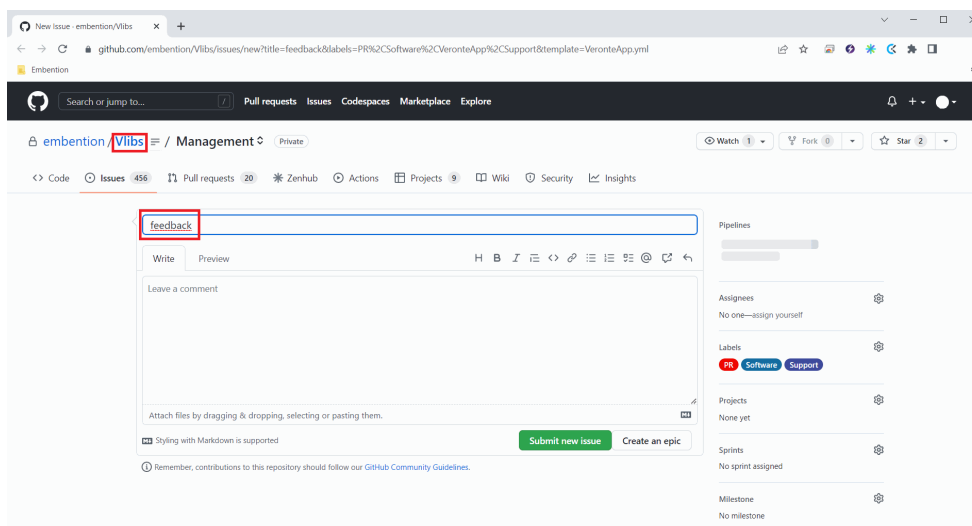 New Issue - embention/Vlibs
github.com/embention/Vlibs/issues/new?title=feedback&labels=PR%2CSoftware%2CVeronteApp%2CSupport&template=VeronteApp.yml
Embention
Search or jump to... / Pull requests Issues Codespaces Marketplace Explore
embention / Vlibs / Management Private
Watch 1 Fork 0 Star 2
Code Issues 456 Pull requests 20 Zenhub Actions Projects 9 Wiki Security Insights
feedback
Write Preview
Leave a comment
Attach files by dragging & dropping, selecting or pasting them.
Styling with Markdown is supported
Submit new issue Create an epic
Remember, contributions to this repository should follow our GitHub Community Guidelines.
Pipelines
Assignees
No one—assign yourself
Labels
PR Software Support
Projects
None yet
Sprints
No sprint assigned
Milestone
No milestone